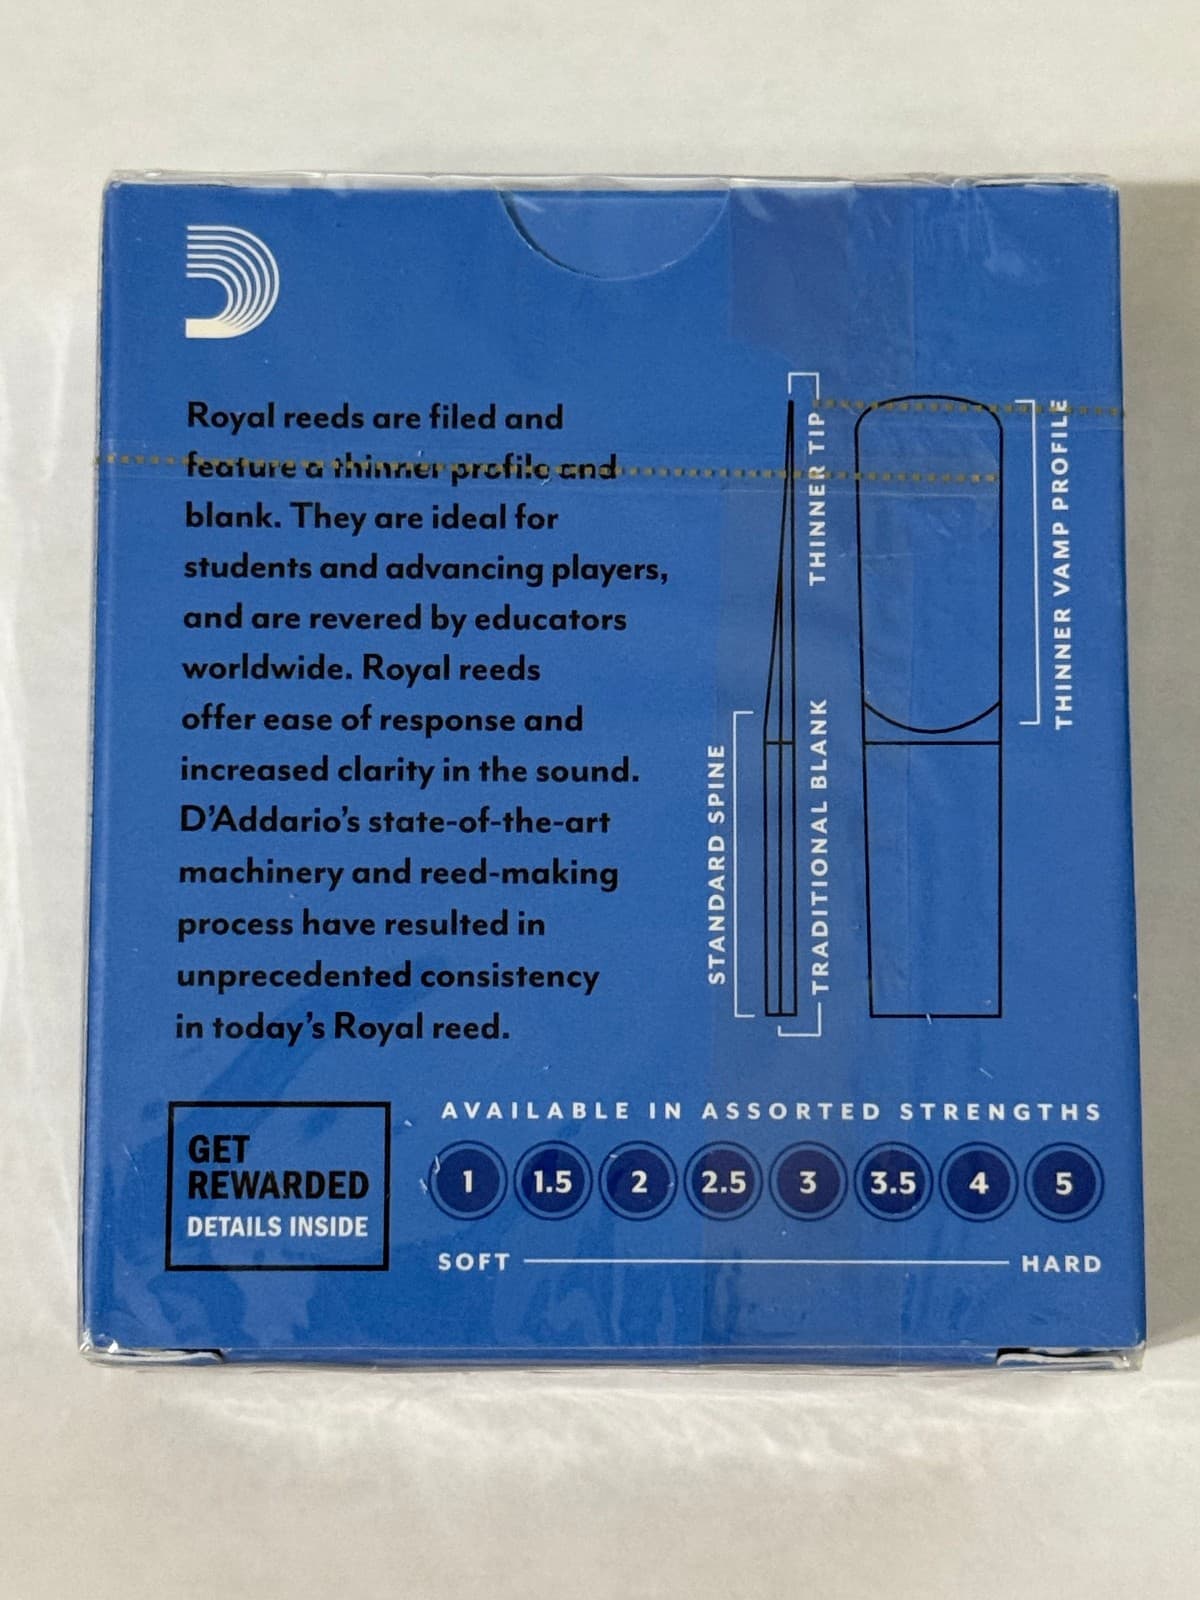 Royal reeds are filed and
feature a thinner profile and
blank. They are ideal for
students and advancing players,
and are revered by educators
worldwide. Royal reeds
offer ease of response and
increased clarity in the sound.
D'Addario's state-of-the-art
machinery and reed-making
process have resulted in
unprecedented consistency
in today's Royal reed.
STANDARD SPINE
THINNER TIP
TRADITIONAL BLANK
THINNER VAMP PROFILE
GET
REWARDED
DETAILS INSIDE
AVAILABLE IN ASSORTED STRENGTHS
1 1.5 2 2.5 3 3.5 4 5
SOFT HARD